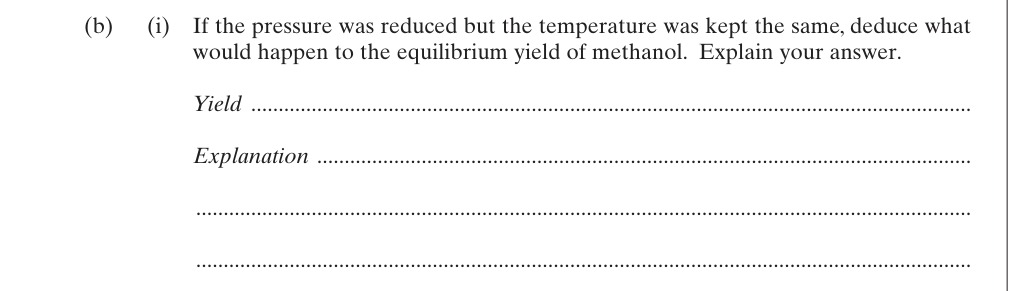 (b) (i) If the pressure was reduced but the temperature was kept the same, deduce what
would happen to the equilibrium yield of methanol. Explain your answer.
Yield ....................................................................................................................................
Explanation .......................................................................................................................
..............................................................................................................................................
..............................................................................................................................................